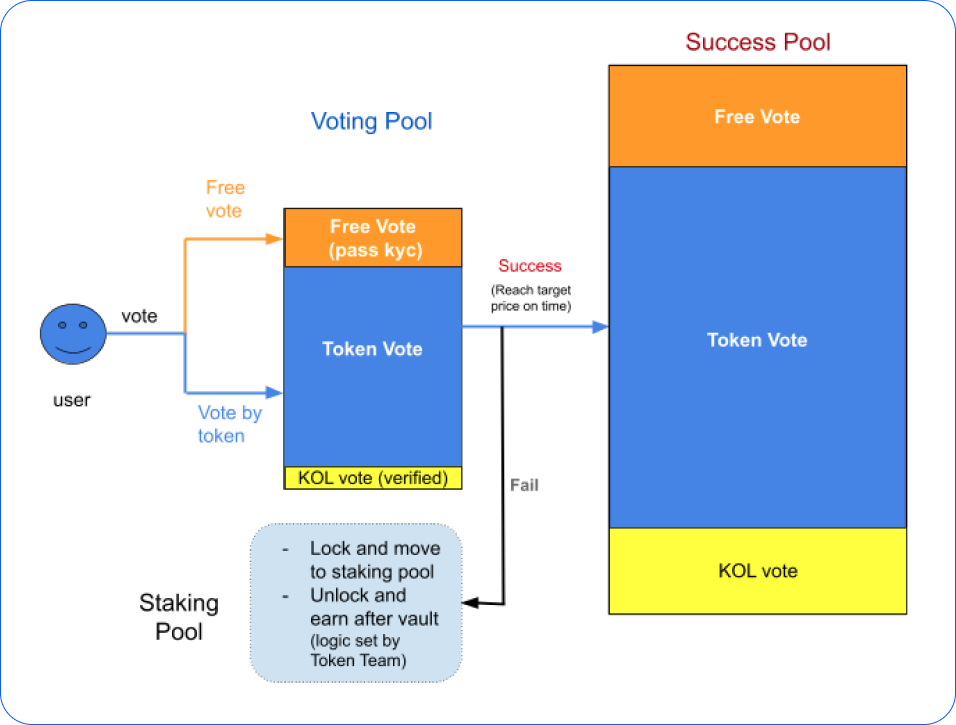 Success Pool
Free Vote
Voting Pool
Free
vote
Free Vote
(pass kyc)
Success
(Reach target
price on time)
vote
Token Vote
Token Vote
user
Vote by
token
KOL vote (verified)
Fail
KOL vote
Staking
Pool
- Lock and move
to staking pool
- Unlock and
earn after vault
(logic set by
Token Team)